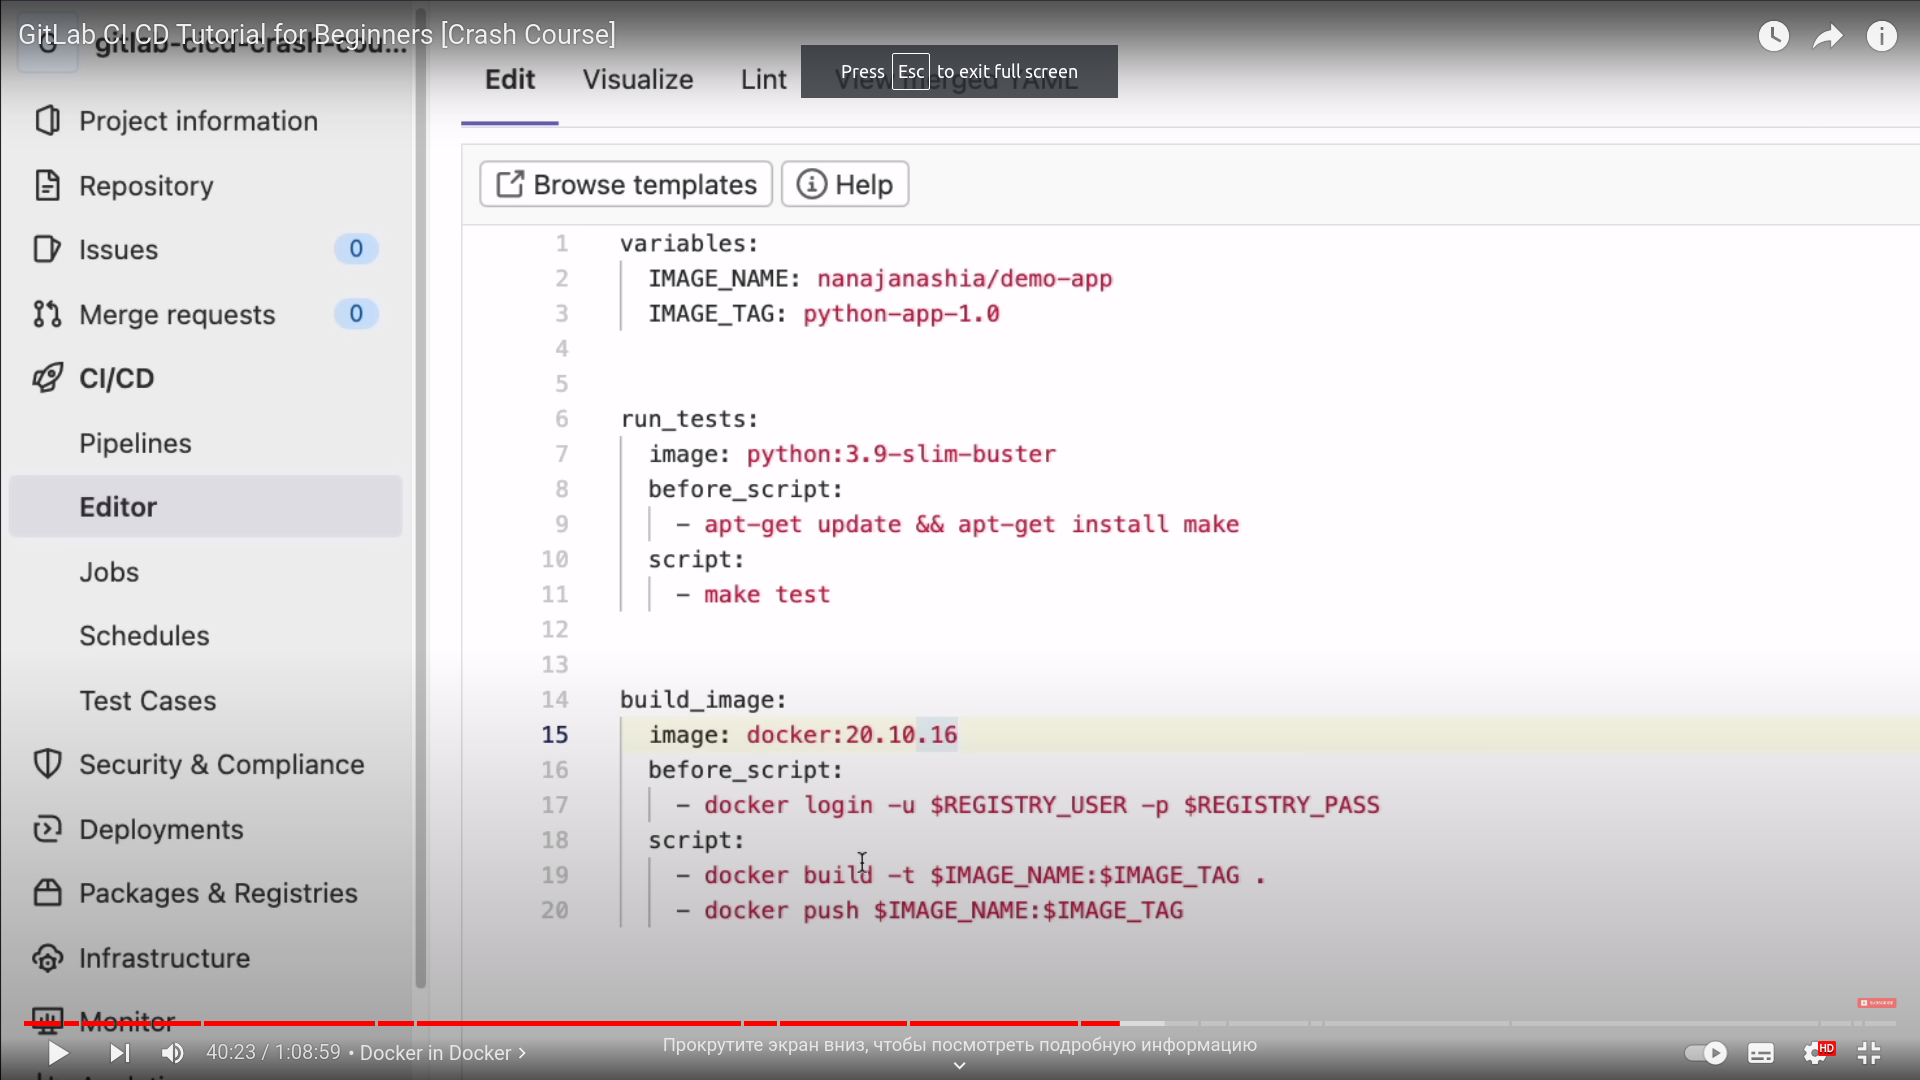 GitLab CI CD Tutorial for Beginners [Crash Course]
gitlab-cicd-crash-cou...
Press Esc to exit full screen
Edit
Visualize
Lint
View merged YAML
Project information
Repository
Issues
0
Merge requests
0
CI/CD
Pipelines
Editor
Jobs
Schedules
Test Cases
Security & Compliance
Deployments
Packages & Registries
Infrastructure
Monitor
Browse templates
Help
1 variables:
2 IMAGE_NAME: nanajanashia/demo-app
3 IMAGE_TAG: python-app-1.0
4
5
6 run_tests:
7 image: python:3.9-slim-buster
8 before_script:
9 - apt-get update && apt-get install make
10 script:
11 - make test
12
13
14 build_image:
15 image: docker:20.10.16
16 before_script:
17 - docker login -u $REGISTRY_USER -p $REGISTRY_PASS
18 script:
19 - docker build -t $IMAGE_NAME:$IMAGE_TAG .
20 - docker push $IMAGE_NAME:$IMAGE_TAG
40:23 / 1:08:59 • Docker in Docker
Прокрутите экран вниз, чтобы посмотреть подробную информацию
HD